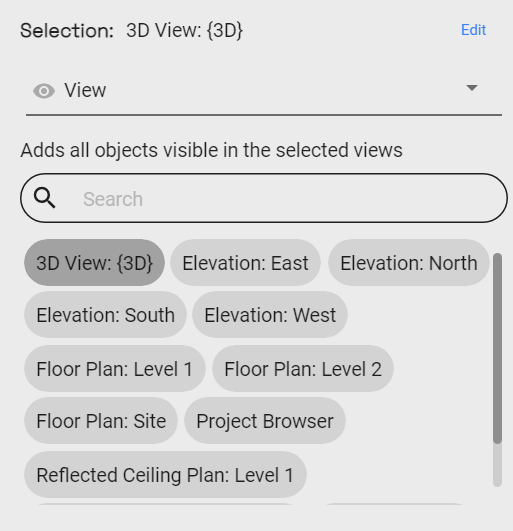 Selection: 3D View: {3D} Edit
View
Adds all objects visible in the selected views
Search
3D View: {3D} Elevation: East Elevation: North
Elevation: South Elevation: West
Floor Plan: Level 1 Floor Plan: Level 2
Floor Plan: Site Project Browser
Reflected Ceiling Plan: Level 1